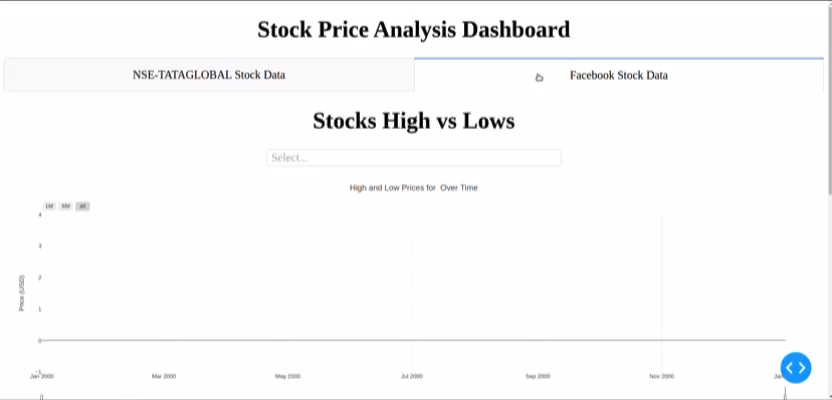 Stock Price Analysis Dashboard
NSE-TATAGLOBAL Stock Data
Facebook Stock Data
Stocks High vs Lows
Select...
High and Low Prices for Over Time
1M 6M all
4
3
2
1
0
−1
Price (USD)
Jan 2000 Mar 2000 May 2000 Jul 2000 Sep 2000 Nov 2000